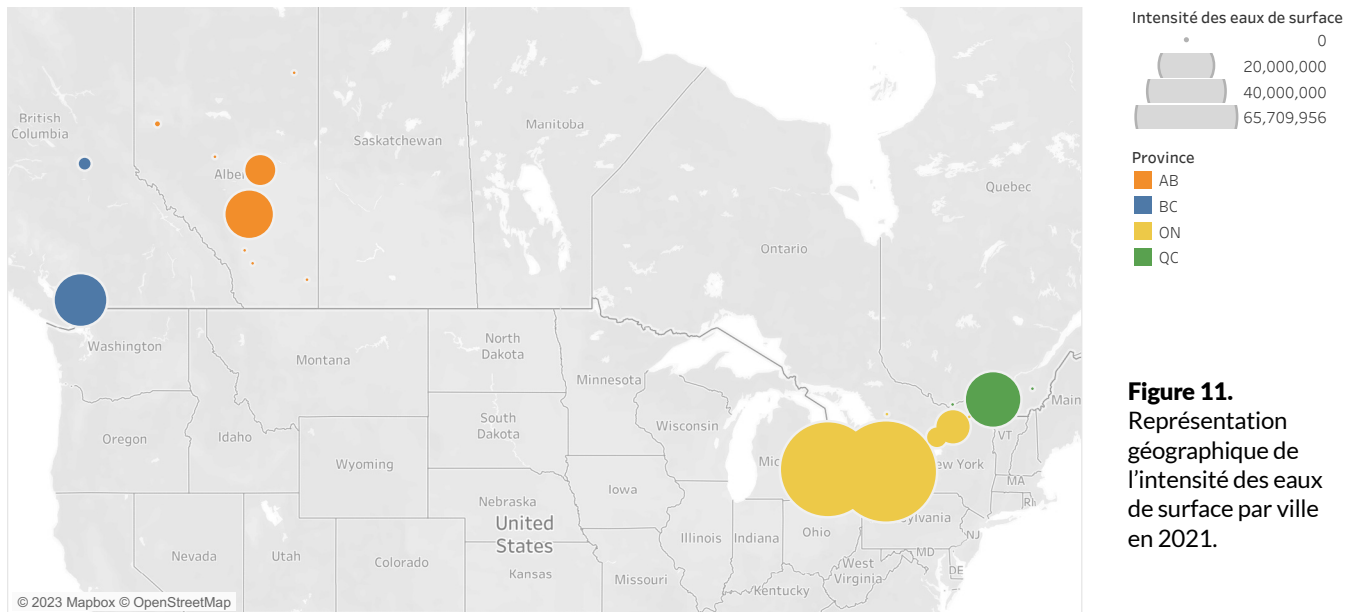 British
Columbia
Alber
Saskatchewan
Manitoba
Ontario
Quebec
Washington
Montana
North
Dakota
Minnesota
Oregon
Idaho
South
Dakota
Wisconsin
Wyoming
Mic
ew York
VT
Main
MA
RI
Iowa
Nebraska
Illinois
Indiana
Ohio
sylvania
NJ
MD
DE
Nevada
Utah
Colorado
United
States
Kansas
Missouri
West
Virginia
Kentucky
© 2023 Mapbox © OpenStreetMap
Intensité des eaux de surface
0
20,000,000
40,000,000
65,709,956
Province
AB
BC
ON
QC
Figure 11.
Représentation
géographique de
l'intensité des eaux
de surface par ville
en 2021.